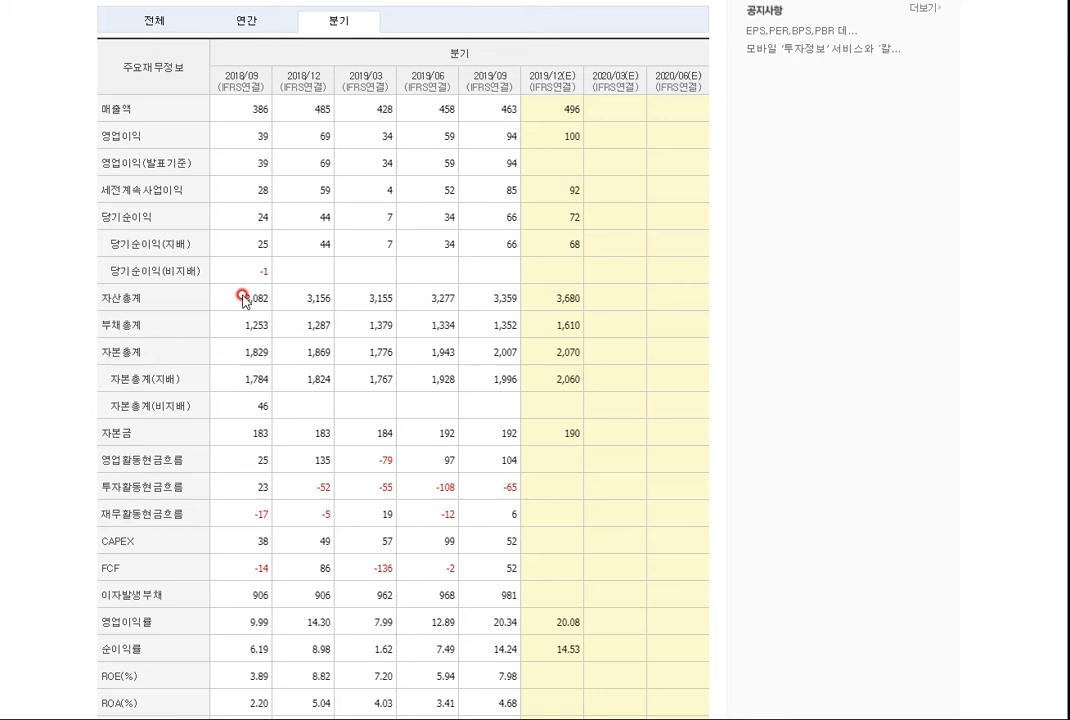 전체 연간 분기
공지사항 더보기
EPS,PER,BPS,PBR 데...
모바일 '투자정보' 서비스와 '칼...
주요재무정보 분기
2018/09 (IFRS연결) 2018/12 (IFRS연결) 2019/03 (IFRS연결) 2019/06 (IFRS연결) 2019/09 (IFRS연결) 2019/12(E) (IFRS연결) 2020/03(E) (IFRS연결) 2020/06(E) (IFRS연결)
매출액 386 485 428 458 463 496
영업이익 39 69 34 59 94 100
영업이익(발표기준) 39 69 34 59 94
세전계속사업이익 28 59 4 52 85 92
당기순이익 24 44 7 34 66 72
당기순이익(지배) 25 44 7 34 66 68
당기순이익(비지배) -1
자산총계 3,156 3,155 3,277 3,359 3,680
부채총계 1,253 1,287 1,379 1,334 1,352 1,610
자본총계 1,829 1,869 1,776 1,943 2,007 2,070
자본총계(지배) 1,784 1,824 1,767 1,928 1,996 2,060
자본총계(비지배) 46
자본금 183 183 184 192 192 190
영업활동현금흐름 25 135 -79 97 104
투자활동현금흐름 23 -52 -55 -108 -65
재무활동현금흐름 -17 -5 19 -12 6
CAPEX 38 49 57 99 52
FCF -14 86 -136 -2 52
이자발생부채 906 906 962 968 981
영업이익률 9.99 14.30 7.99 12.89 20.34 20.08
순이익률 6.19 8.98 1.62 7.49 14.24 14.53
ROE(%) 3.89 8.82 7.20 5.94 7.98
ROA(%) 2.20 5.04 4.03 3.41 4.68